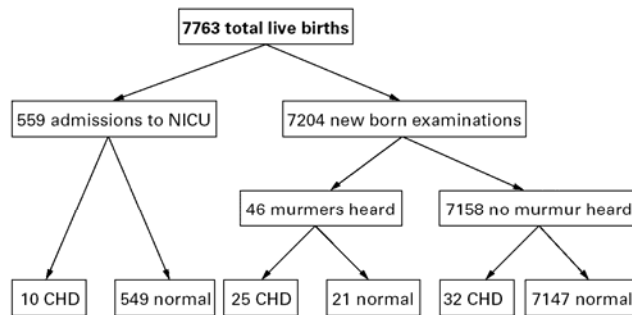 7763 total live births
559 admissions to NICU
7204 new born examinations
46 murmers heard
7158 no murmur heard
10 CHD
549 normal
25 CHD
21 normal
32 CHD
7147 normal